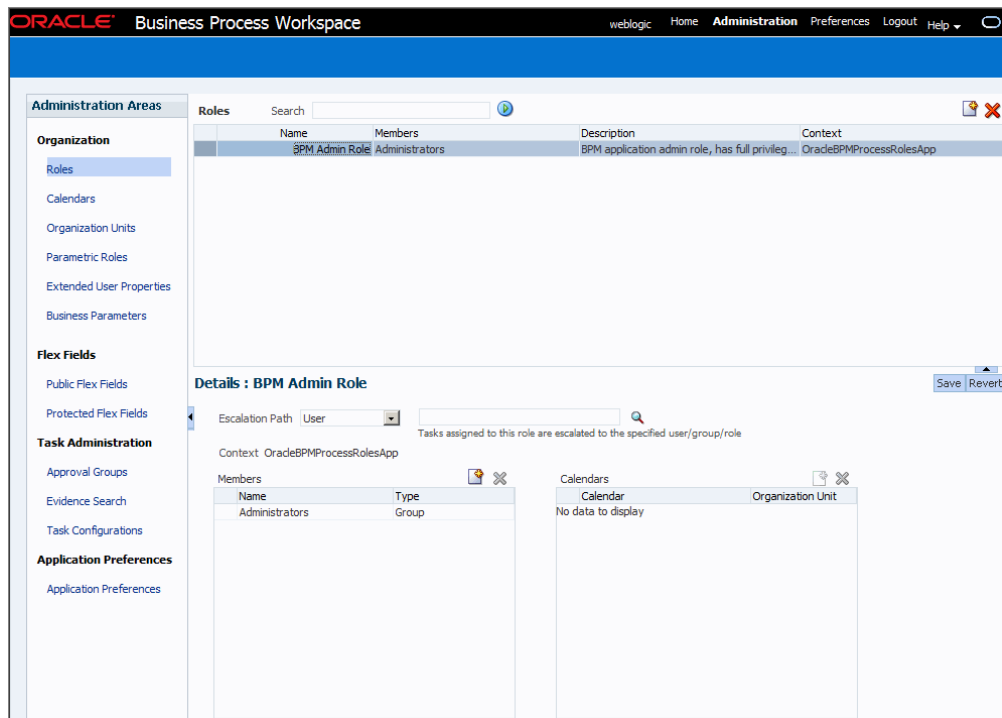 ORACLE Business Process Workspace
weblogic Home Administration Preferences Logout Help
Administration Areas
Organization
Roles
Calendars
Organization Units
Parametric Roles
Extended User Properties
Business Parameters
Flex Fields
Public Flex Fields
Protected Flex Fields
Task Administration
Approval Groups
Evidence Search
Task Configurations
Application Preferences
Application Preferences
Roles Search
Name Members Description Context
BPM Admin Role Administrators BPM application admin role, has full privileg... OracleBPMProcessRolesApp
Details : BPM Admin Role
Save Revert
Escalation Path User
Tasks assigned to this role are escalated to the specified user/group/role
Context OracleBPMProcessRolesApp
Members
Name Type
Administrators Group
Calendars
Calendar Organization Unit
No data to display